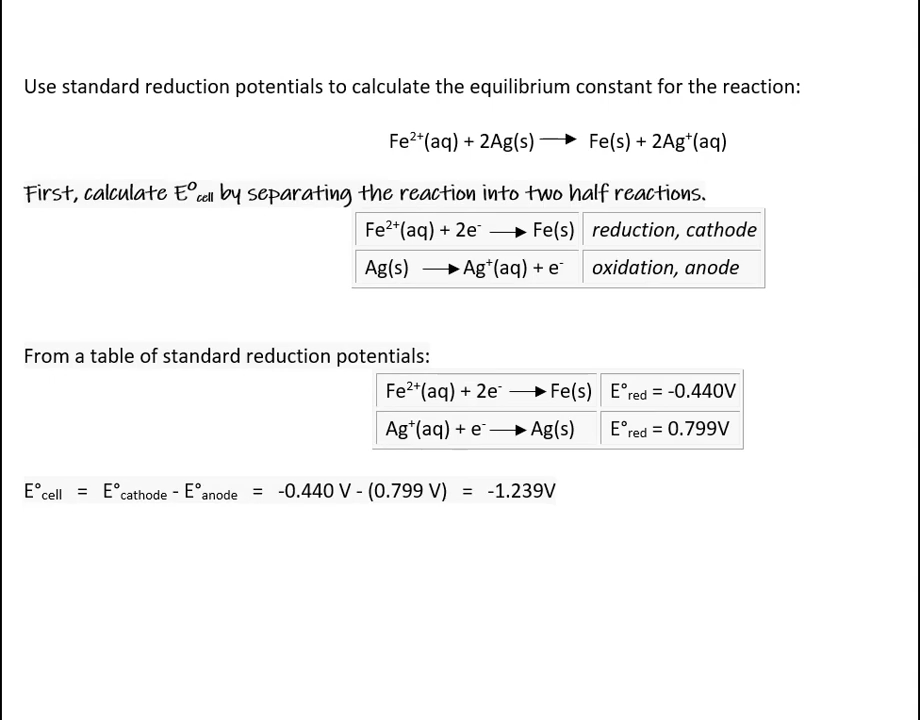 Use standard reduction potentials to calculate the equilibrium constant for the reaction:
Fe²⁺(aq) + 2Ag(s) ⟶ Fe(s) + 2Ag⁺(aq)
First, calculate E°cell by separating the reaction into two half reactions.
Fe²⁺(aq) + 2e⁻ ⟶ Fe(s) reduction, cathode
Ag(s) ⟶ Ag⁺(aq) + e⁻ oxidation, anode
From a table of standard reduction potentials:
Fe²⁺(aq) + 2e⁻ ⟶ Fe(s) E°red = -0.440V
Ag⁺(aq) + e⁻ ⟶ Ag(s) E°red = 0.799V
E°cell = E°cathode - E°anode = -0.440 V - (0.799 V) = -1.239V